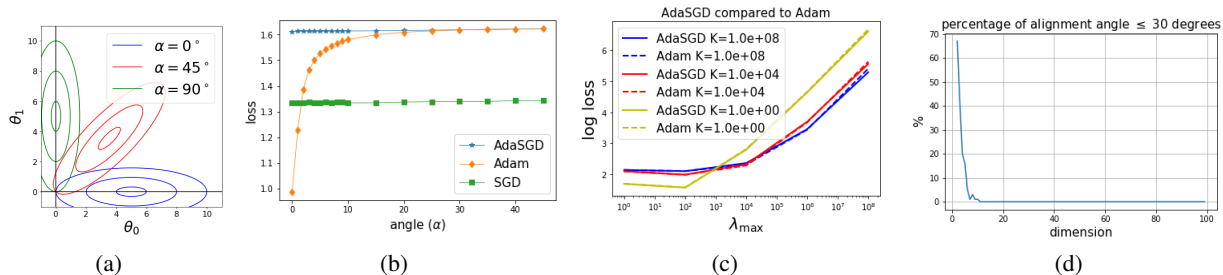 10
8
6
4
2
0
θ₁
α = 0°
α = 45°
α = 90°
0 2 4 6 8 10
θ₀
(a)
1.6
1.5
1.4
1.3
1.2
1.1
1.0
loss
AdaSGD
Adam
SGD
0 10 20 30 40
angle (α)
(b)
AdaSGD compared to Adam
6
5
4
3
2
log loss
AdaSGD K=1.0e+08
Adam K=1.0e+08
AdaSGD K=1.0e+04
Adam K=1.0e+04
AdaSGD K=1.0e+00
Adam K=1.0e+00
10⁰ 10¹ 10² 10³ 10⁴ 10⁵ 10⁶ 10⁷ 10⁸
λmax
(c)
percentage of alignment angle ≤ 30 degrees
70
60
50
40
30
20
10
0
%
0 20 40 60 80 100
dimension
(d)